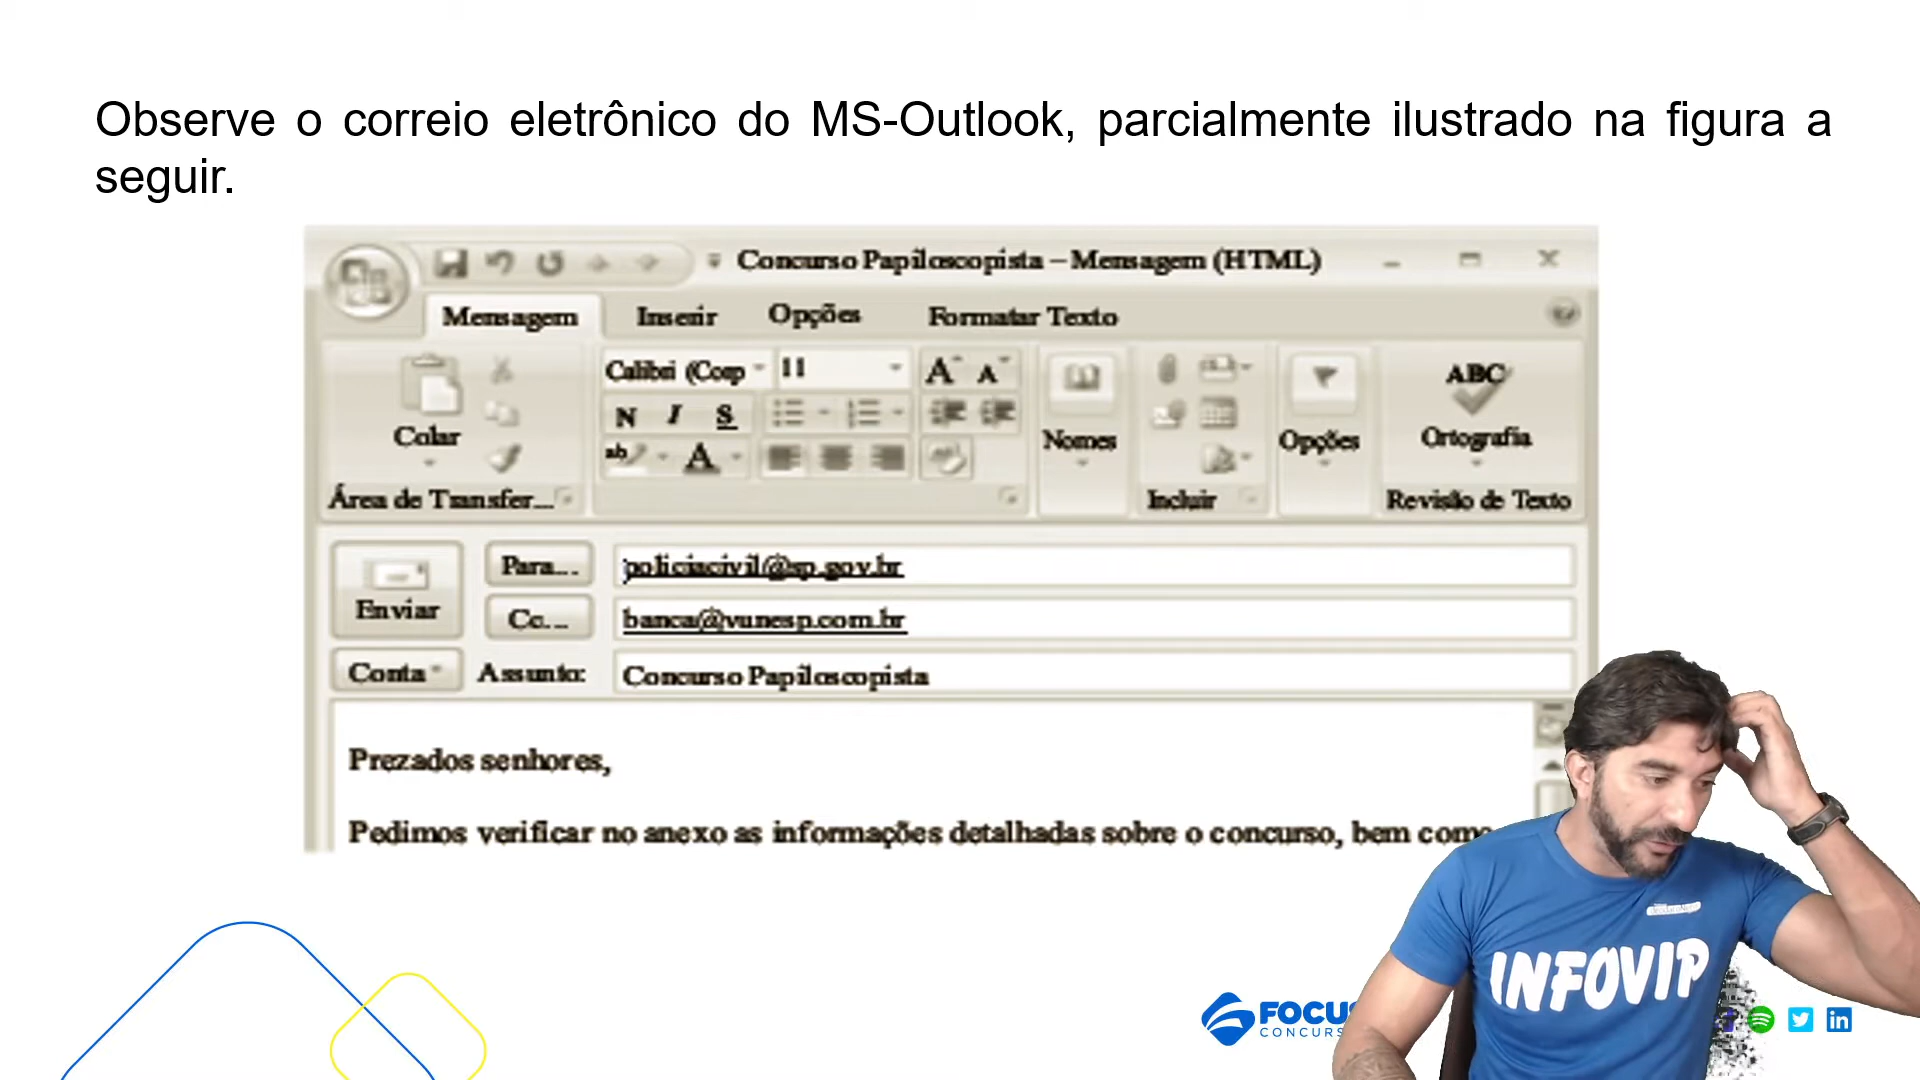 Observe o correio eletrônico do MS-Outlook, parcialmente ilustrado na figura a
seguir.
Concurso Papiloscopista – Mensagem (HTML)
Mensagem Inserir Opções Formatar Texto
Calibri (Corp 11 A A ABC
Colar N I S Nomes Opções Ortografia
ab A
Área de Transfer... Incluir Revisão de Texto
Para... policiacivil@sp.gov.br
Enviar Cc... banca@vunesp.com.br
Conta Assunto: Concurso Papiloscopista
Prezados senhores,
Pedimos verificar no anexo as informações detalhadas sobre o concurso, bem como
INFOVIP
FOCUS
CONCURS